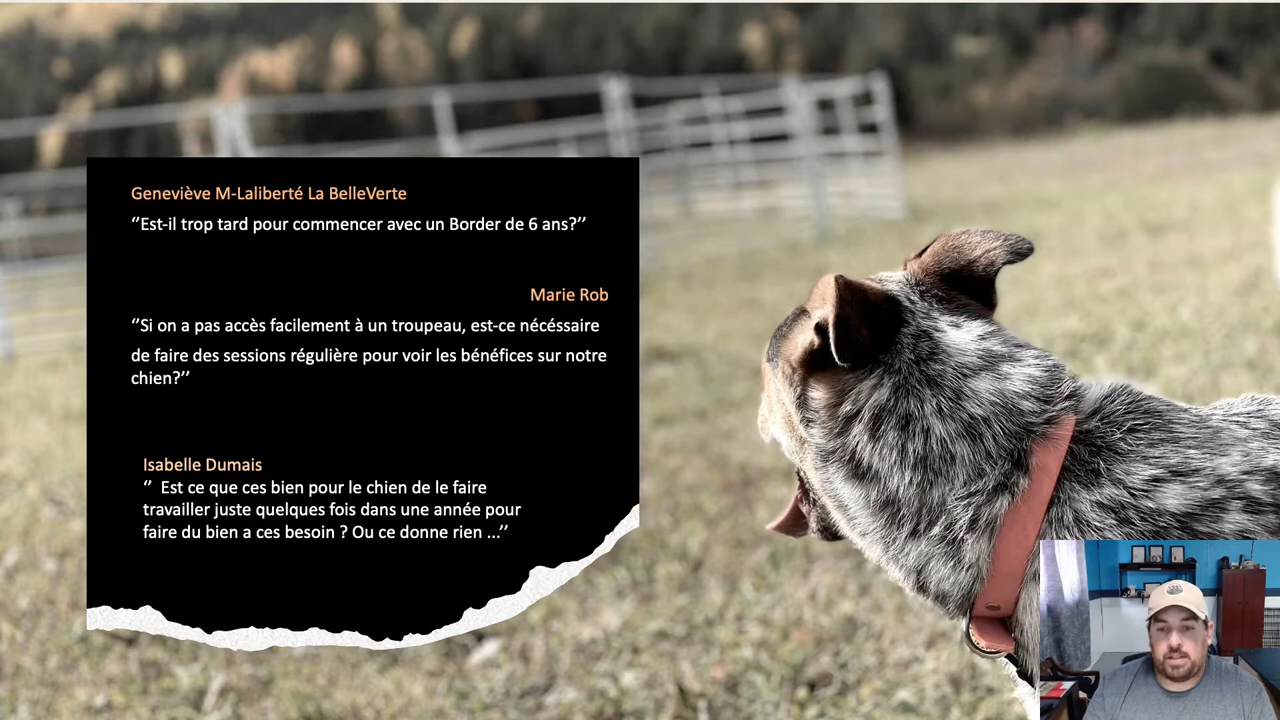 Geneviève M-Laliberté La BelleVerte
‘’Est-il trop tard pour commencer avec un Border de 6 ans?’’
Marie Rob
‘’Si on a pas accès facilement à un troupeau, est-ce nécéssaire
de faire des sessions régulière pour voir les bénéfices sur notre
chien?’’
Isabelle Dumais
‘’ Est ce que ces bien pour le chien de le faire
travailler juste quelques fois dans une année pour
faire du bien a ces besoin ? Ou ce donne rien ...’’